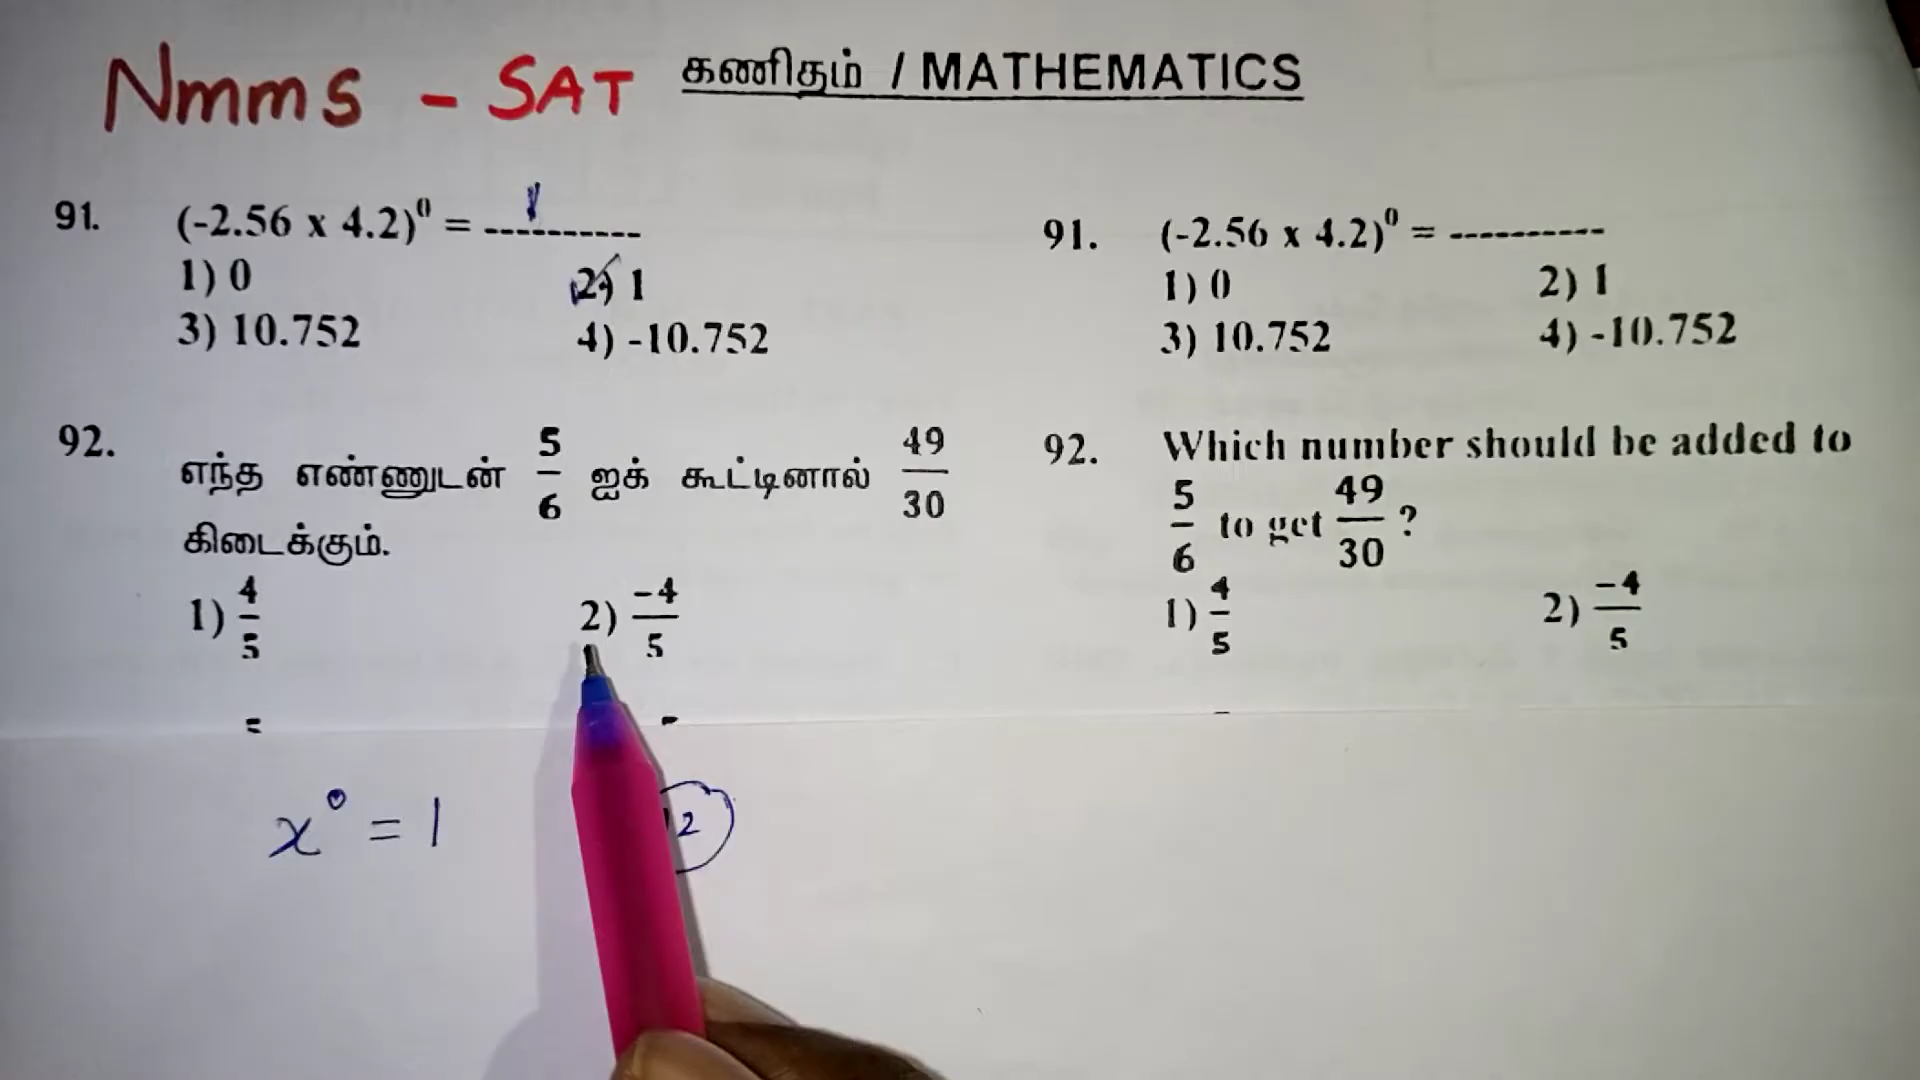 Nmms - SAT கணிதம் / MATHEMATICS
91. (-2.56 x 4.2)⁰ = ----------
1
1) 0 2) 1
3) 10.752 4) -10.752
92. எந்த எண்ணுடன் 5/6 ஐக் கூட்டினால் 49/30
கிடைக்கும்.
1) 4/5 2) -4/5
x⁰ = 1
2
91. (-2.56 x 4.2)⁰ = ----------
1) 0 2) 1
3) 10.752 4) -10.752
92. Which number should be added to
5/6 to get 49/30 ?
1) 4/5 2) -4/5